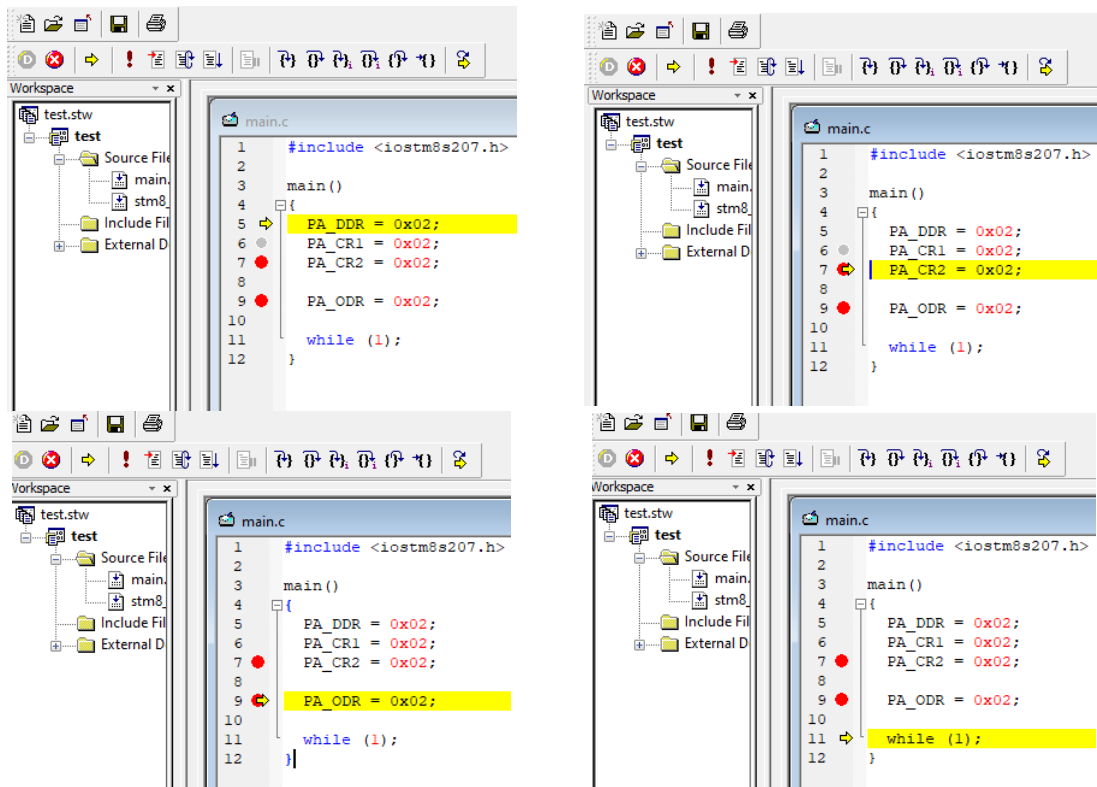 Workspace
test.stw
test
Source File
main.
stm8_
Include Fil
External D
main.c
1 #include <iostm8s207.h>
2
3 main()
4 {
5 PA_DDR = 0x02;
6 PA_CR1 = 0x02;
7 PA_CR2 = 0x02;
8
9 PA_ODR = 0x02;
10
11 while (1);
12 }
Workspace
test.stw
test
Source File
main.
stm8_
Include Fil
External D
main.c
1 #include <iostm8s207.h>
2
3 main()
4 {
5 PA_DDR = 0x02;
6 PA_CR1 = 0x02;
7 PA_CR2 = 0x02;
8
9 PA_ODR = 0x02;
10
11 while (1);
12 }
Workspace
test.stw
test
Source File
main.
stm8_
Include Fil
External D
main.c
1 #include <iostm8s207.h>
2
3 main()
4 {
5 PA_DDR = 0x02;
6 PA_CR1 = 0x02;
7 PA_CR2 = 0x02;
8
9 PA_ODR = 0x02;
10
11 while (1);
12 }
Workspace
test.stw
test
Source File
main.
stm8_
Include Fil
External D
main.c
1 #include <iostm8s207.h>
2
3 main()
4 {
5 PA_DDR = 0x02;
6 PA_CR1 = 0x02;
7 PA_CR2 = 0x02;
8
9 PA_ODR = 0x02;
10
11 while (1);
12 }